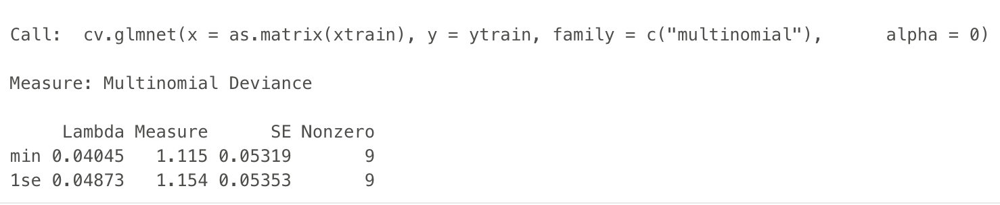 Call:  cv.glmnet(x = as.matrix(xtrain), y = ytrain, family = c("multinomial"),      alpha = 0)
Measure: Multinomial Deviance
     Lambda Measure      SE Nonzero
min 0.04045   1.115 0.05319       9
1se 0.04873   1.154 0.05353       9